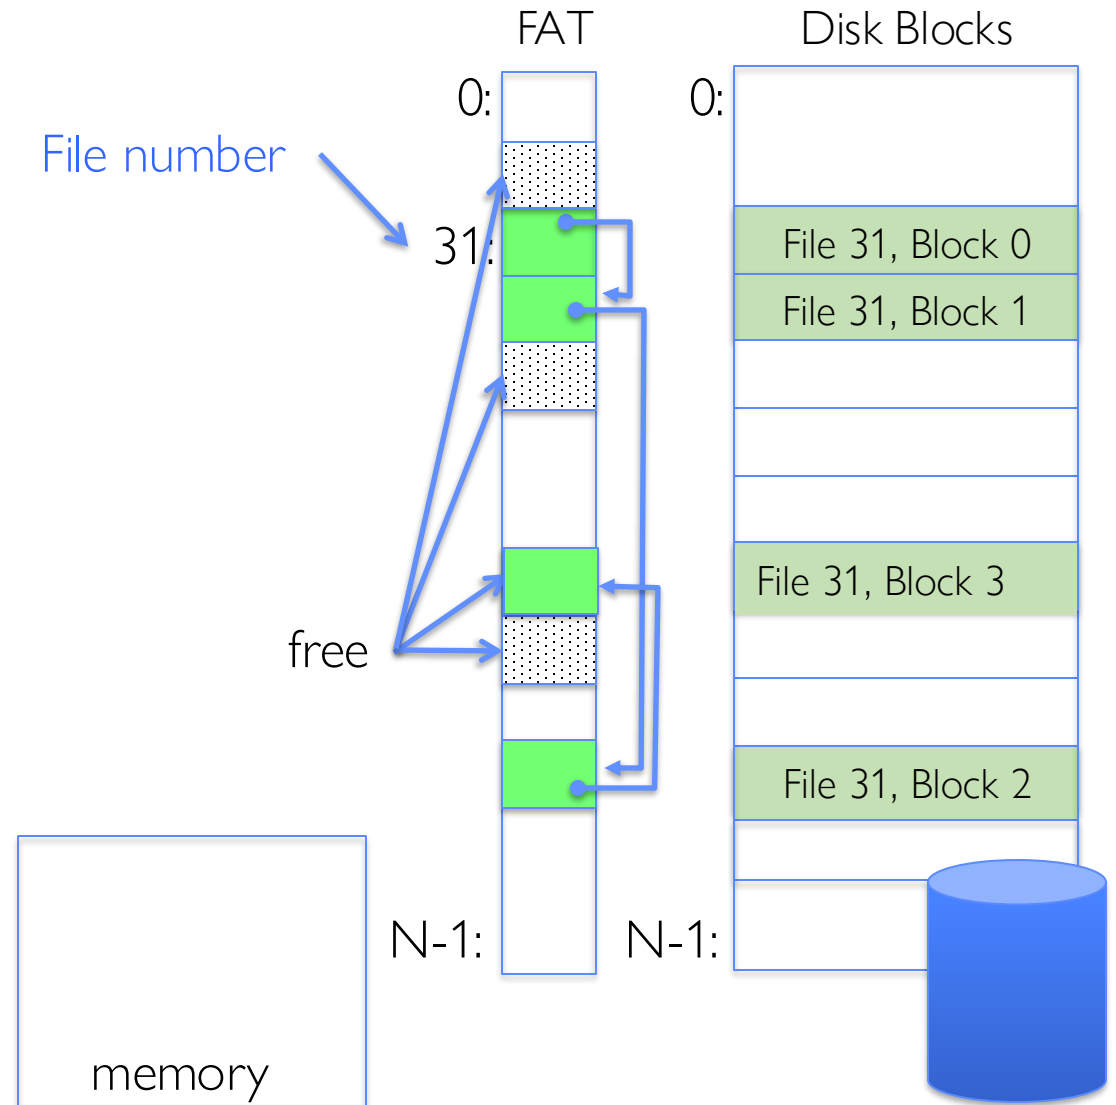 FAT
Disk Blocks
0:
0:
File number
31:
File 31, Block 0
File 31, Block 1
File 31, Block 3
free
File 31, Block 2
N-1:
N-1:
memory